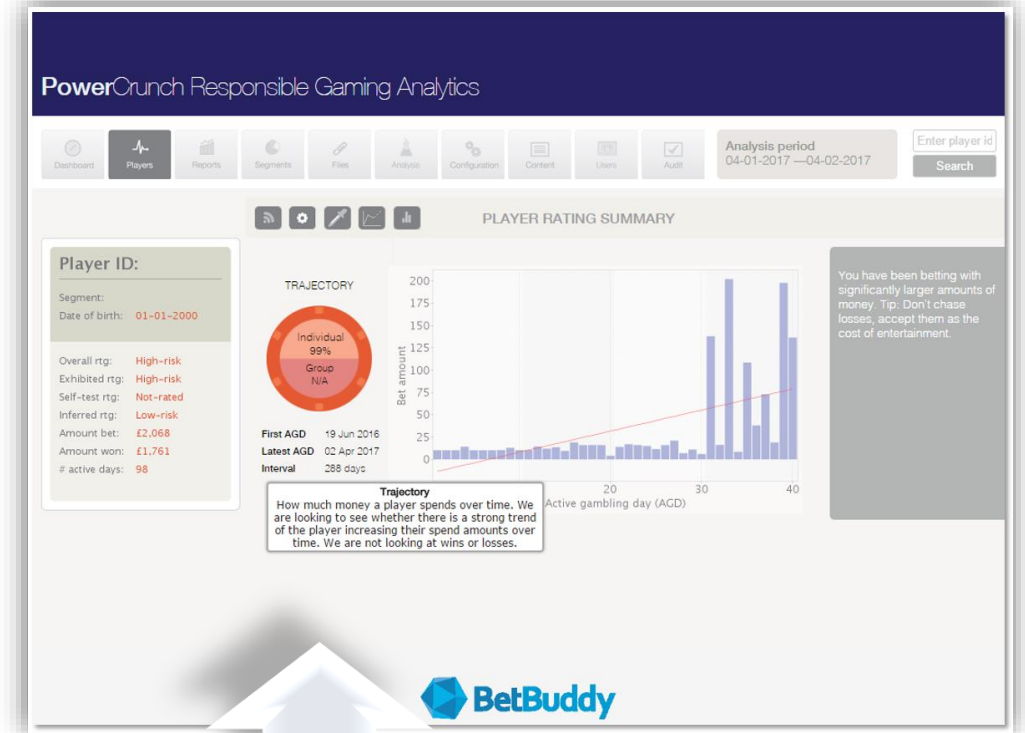 PowerCrunch Responsible Gaming Analytics
Dashboard
Players
Reports
Segments
Files
Analysis
Configuration
Content
Users
Audit
Analysis period
04-01-2017 —04-02-2017
Enter player id
Search
PLAYER RATING SUMMARY
Player ID:
Segment:
Date of birth: 01-01-2000
Overall rtg: High-risk
Exhibited rtg: High-risk
Self-test rtg: Not-rated
Inferred rtg: Low-risk
Amount bet: £2,068
Amount won: £1,761
# active days: 98
TRAJECTORY
Individual
99%
Group
N/A
First AGD 19 Jun 2016
Latest AGD 02 Apr 2017
Interval 288 days
Trajectory
How much money a player spends over time. We
are looking to see whether there is a strong trend
of the player increasing their spend amounts over
time. We are not looking at wins or losses.
Bet amount
200
175
150
125
100
75
50
25
0
20
30
40
Active gambling day (AGD)
You have been betting with
significantly larger amounts of
money. Tip: Don't chase
losses, accept them as the
cost of entertainment.
BetBuddy